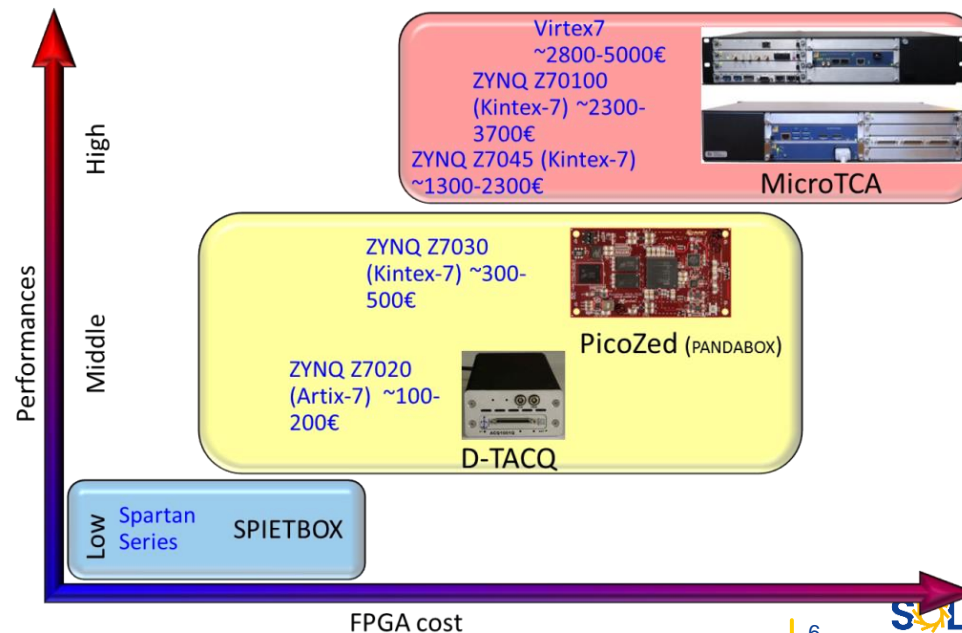 Virtex7
~2800-5000€
ZYNQ Z70100
(Kintex-7) ~2300-
3700€
ZYNQ Z7045 (Kintex-7)
~1300-2300€
MicroTCA
High
ZYNQ Z7030
(Kintex-7) ~300-
500€
PicoZed (PANDABOX)
Middle
ZYNQ Z7020
(Artix-7) ~100-
200€
D-TACQ
Performances
Low
Spartan
Series
SPIETBOX
FPGA cost
6